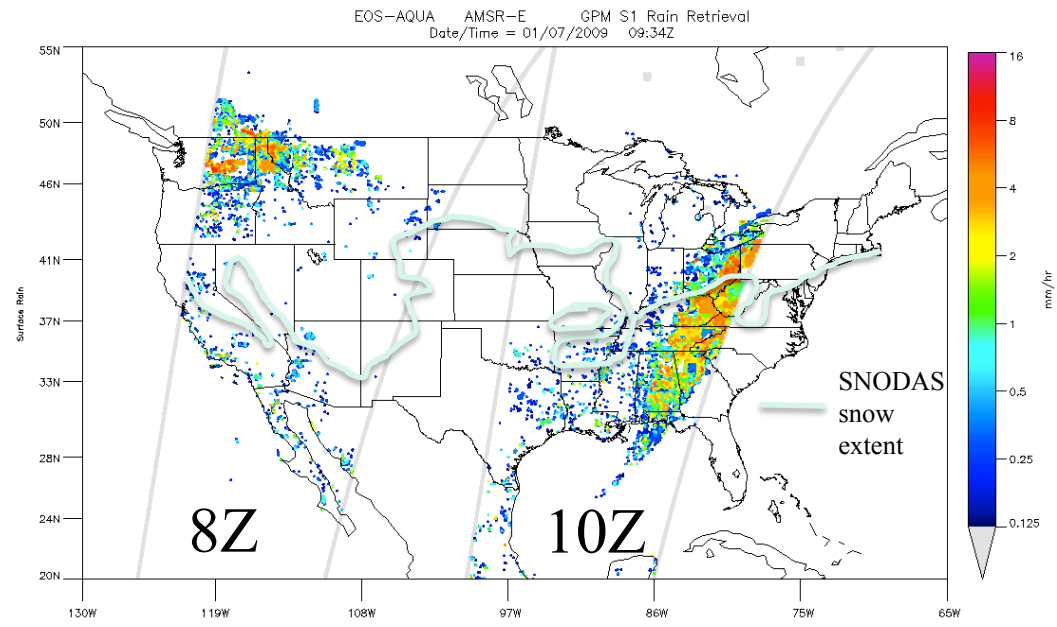 EOS-AQUA AMSR-E GPM S1 Rain Retrieval
Date/Time = 01/07/2009 09:34Z
55N
50N
46N
41N
37N
33N
28N
24N
20N
Surface Rain
130W
119W
108W
97W
86W
75W
66W
8Z
10Z
SNODAS
snow
extent
16
8
4
2
1
0.5
0.25
0.125
mm/hr